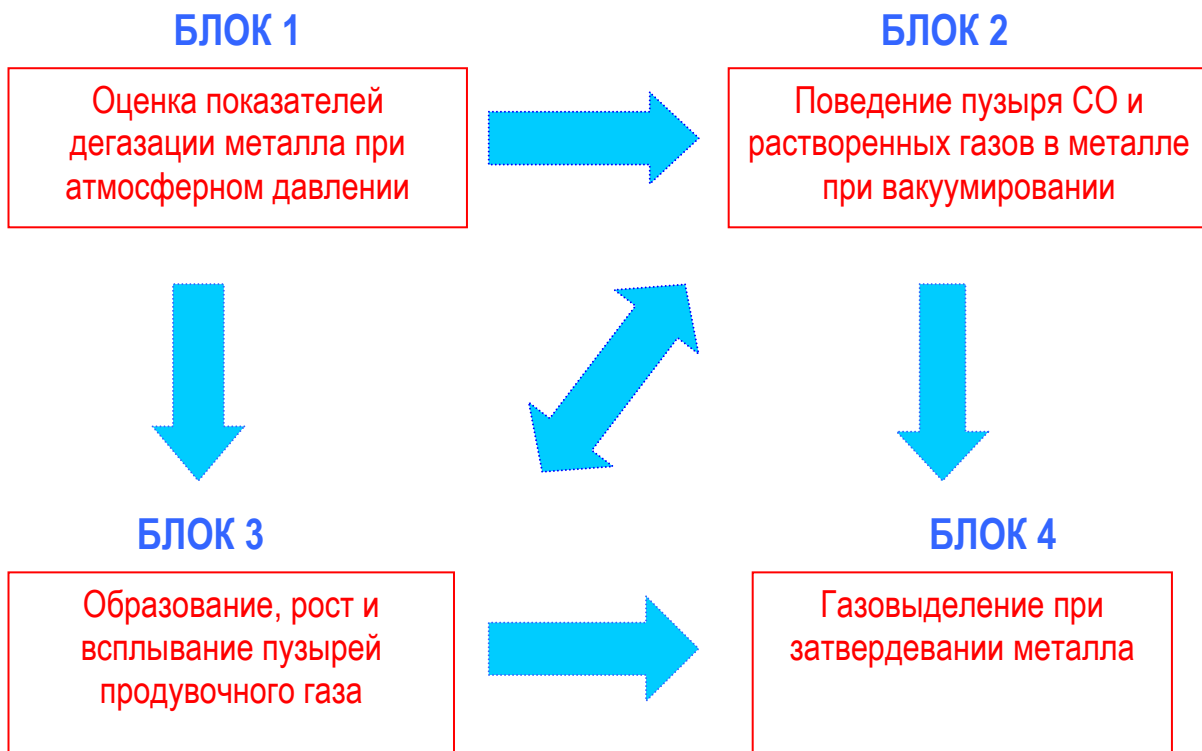 БЛОК 1
Оценка показателей
дегазации металла при
атмосферном давлении
БЛОК 2
Поведение пузыря СО и
растворенных газов в металле
при вакуумировании
БЛОК 3
Образование, рост и
всплывание пузырей
продувочного газа
БЛОК 4
Газовыделение при
затвердевании металла